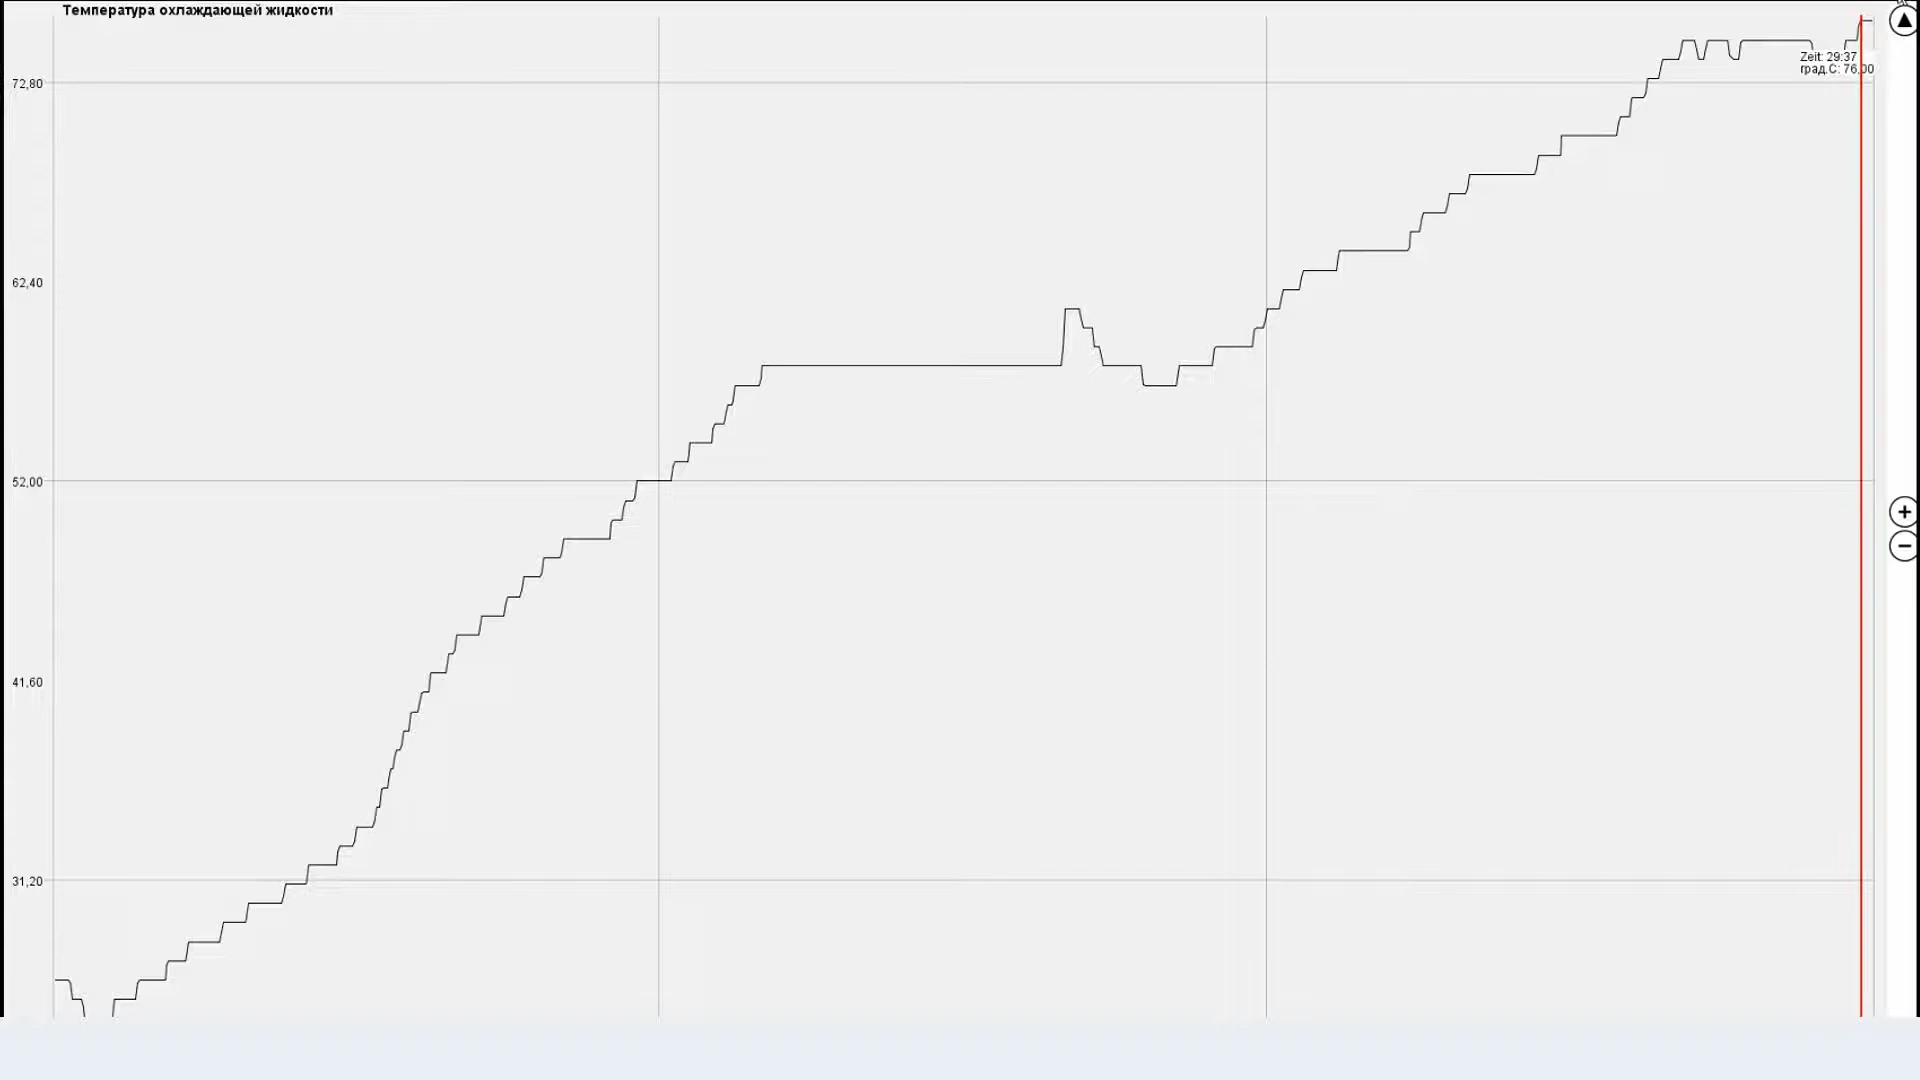 Температура охлаждающей жидкости
72,80
Zeit: 29:37
град.C: 76,00
62,40
52,00
41,60
31,20